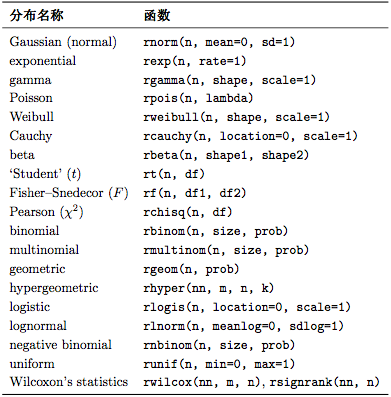 分布名称 函数
Gaussian (normal) rnorm(n, mean=0, sd=1)
exponential rexp(n, rate=1)
gamma rgamma(n, shape, scale=1)
Poisson rpois(n, lambda)
Weibull rweibull(n, shape, scale=1)
Cauchy rcauchy(n, location=0, scale=1)
beta rbeta(n, shape1, shape2)
‘Student’ (t) rt(n, df)
Fisher–Snedecor (F) rf(n, df1, df2)
Pearson (χ²) rchisq(n, df)
binomial rbinom(n, size, prob)
multinomial rmultinom(n, size, prob)
geometric rgeom(n, prob)
hypergeometric rhyper(nn, m, n, k)
logistic rlogis(n, location=0, scale=1)
lognormal rlnorm(n, meanlog=0, sdlog=1)
negative binomial rnbinom(n, size, prob)
uniform runif(n, min=0, max=1)
Wilcoxon's statistics rwilcox(nn, m, n), rsignrank(nn, n)